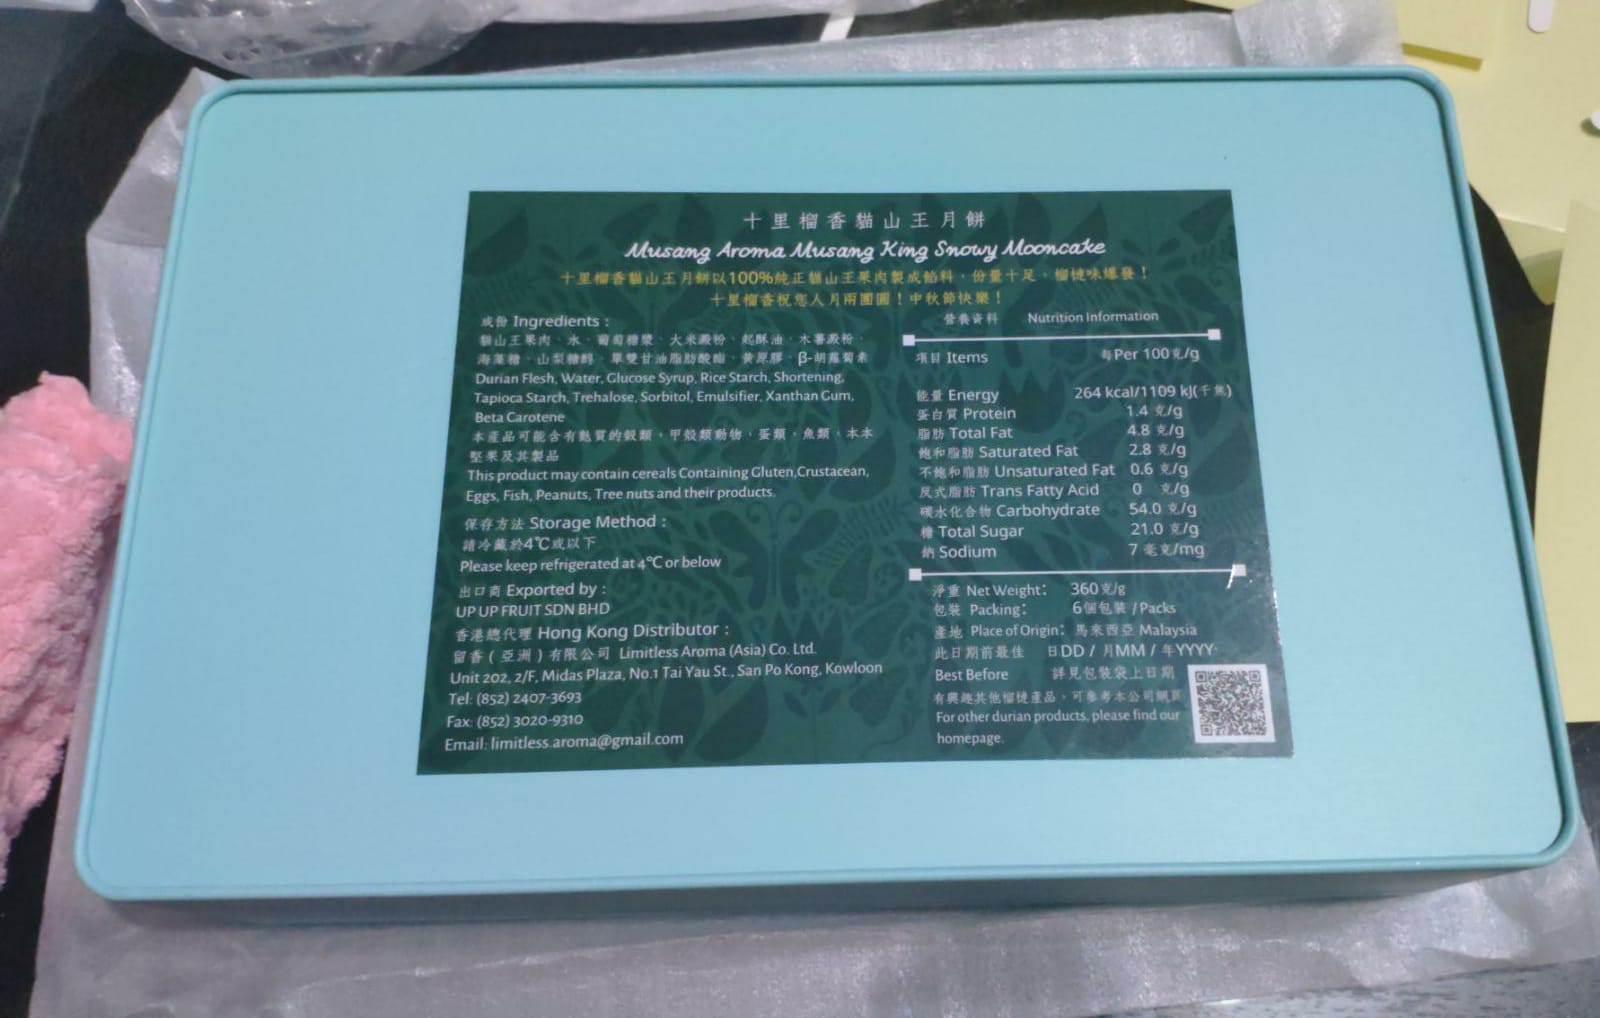 十里榴香貓山王月餅
Musang Aroma Musang King Snowy Mooncake
十里榴香貓山王月餅以100%純正貓山王果肉製成餡料，份量十足，榴槤味爆發！
十里榴香祝您人月兩團圓！中秋節快樂！
成份 Ingredients :
貓山王果肉、水、葡萄糖漿、大米澱粉、起酥油、木薯澱粉、
海藻糖、山梨糖醇、單雙甘油脂肪酸酯、黃原膠、β-胡蘿蔔素
Durian Flesh, Water, Glucose Syrup, Rice Starch, Shortening,
Tapioca Starch, Trehalose, Sorbitol, Emulsifier, Xanthan Gum,
Beta Carotene
本產品可能含有麩質的穀類，甲殼類動物，蛋類，魚類，木本
堅果及其製品
This product may contain cereals Containing Gluten,Crustacean,
Eggs, Fish, Peanuts, Tree nuts and their products.
保存方法 Storage Method :
請冷藏於4℃或以下
Please keep refrigerated at 4℃ or below
出口商 Exported by :
UP UP FRUIT SDN BHD
香港總代理 Hong Kong Distributor :
留香（亞洲）有限公司 Limitless Aroma (Asia) Co. Ltd.
Unit 202, 2/F, Midas Plaza, No.1 Tai Yau St., San Po Kong, Kowloon
Tel: (852) 2407-3693
Fax: (852) 3020-9310
Email: limitless.aroma@gmail.com
營養資料 Nutrition Information
項目 Items 每Per 100克/g
能量 Energy 264 kcal/1109 kJ(千焦)
蛋白質 Protein 1.4 克/g
脂肪 Total Fat 4.8 克/g
飽和脂肪 Saturated Fat 2.8 克/g
不飽和脂肪 Unsaturated Fat 0.6 克/g
反式脂肪 Trans Fatty Acid 0 克/g
碳水化合物 Carbohydrate 54.0 克/g
糖 Total Sugar 21.0 克/g
鈉 Sodium 7 毫克/mg
淨重 Net Weight： 360克/g
包裝 Packing： 6個包裝 / Packs
產地 Place of Origin：馬來西亞 Malaysia
此日期前最佳 日DD / 月MM / 年YYYY
Best Before 詳見包裝袋上日期
有興趣其他榴槤產品，可參考本公司網頁
For other durian products, please find our
homepage.